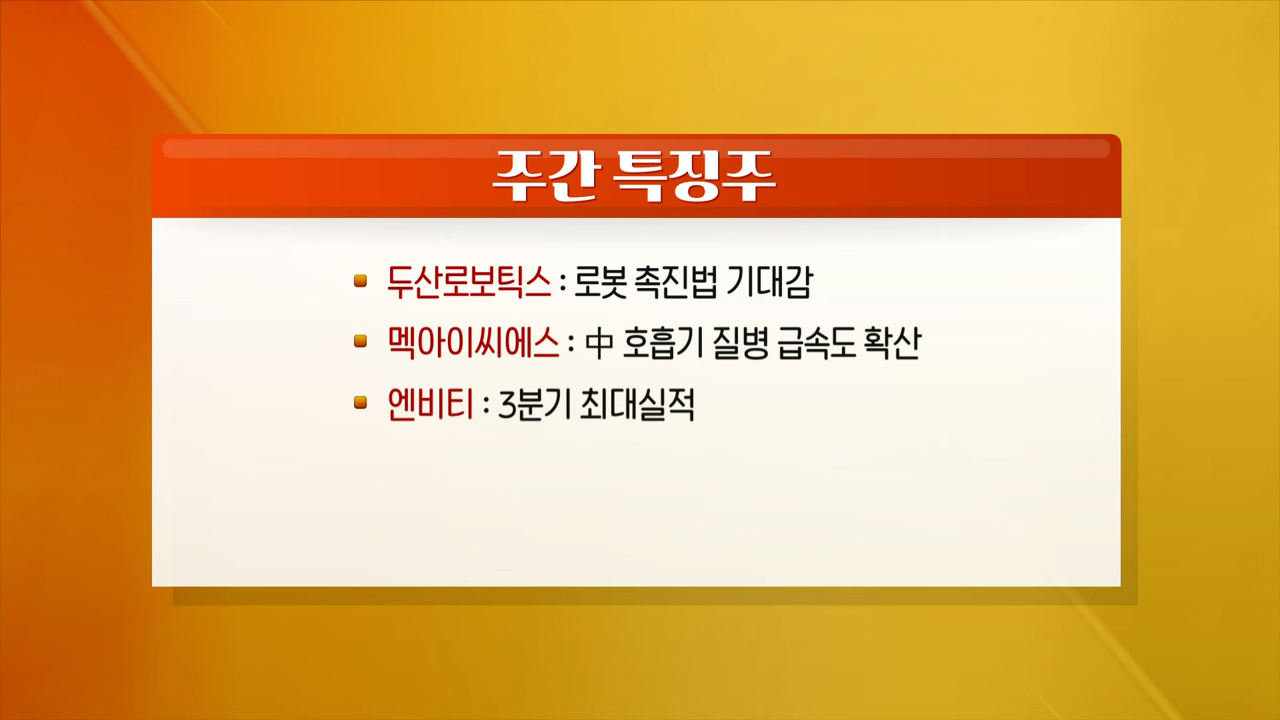 주간 특징주
두산로보틱스 : 로봇 촉진법 기대감
멕아이씨에스 : 中 호흡기 질병 급속도 확산
엔비티 : 3분기 최대실적